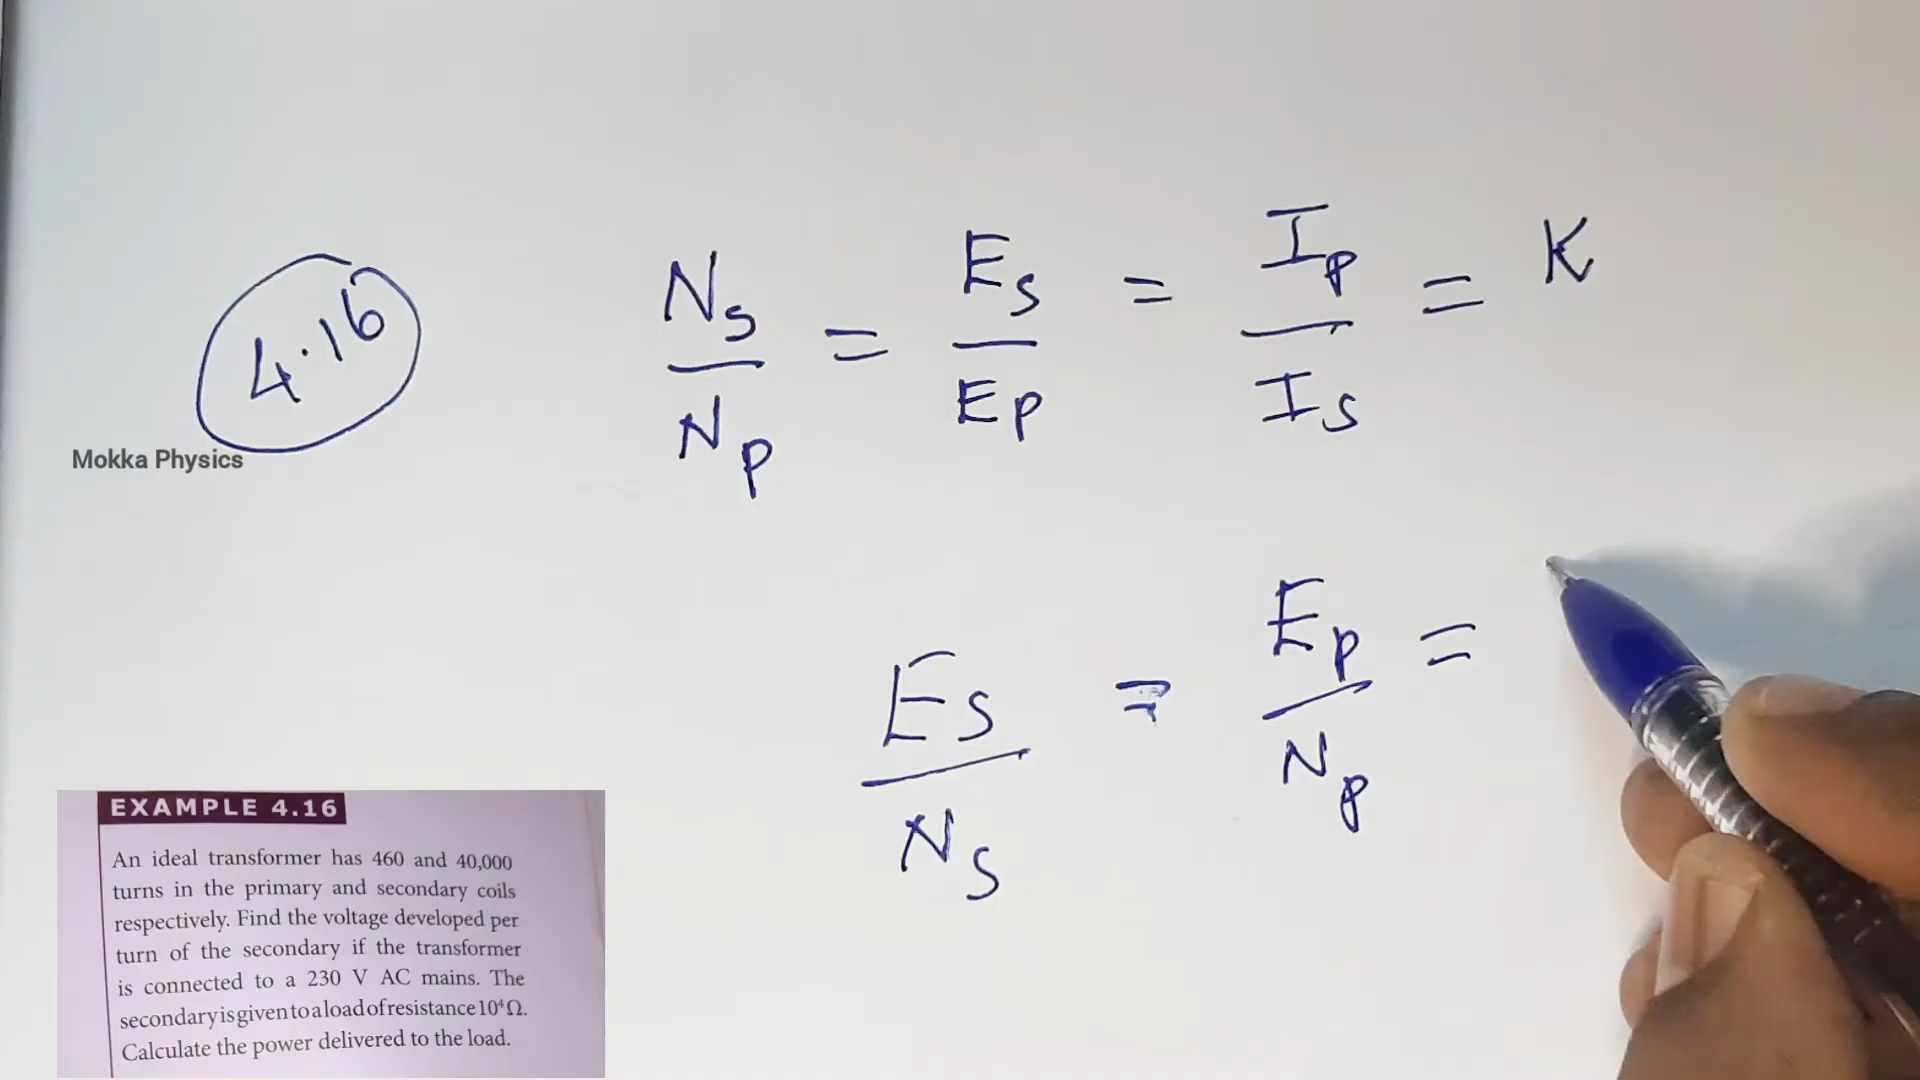 4.16
Ns/Np = Es/Ep = Ip/Is = K
Mokka Physics
Es/Ns = Ep/Np =
EXAMPLE 4.16
An ideal transformer has 460 and 40,000
turns in the primary and secondary coils
respectively. Find the voltage developed per
turn of the secondary if the transformer
is connected to a 230 V AC mains. The
secondary is given to a load of resistance 10⁴ Ω.
Calculate the power delivered to the load.